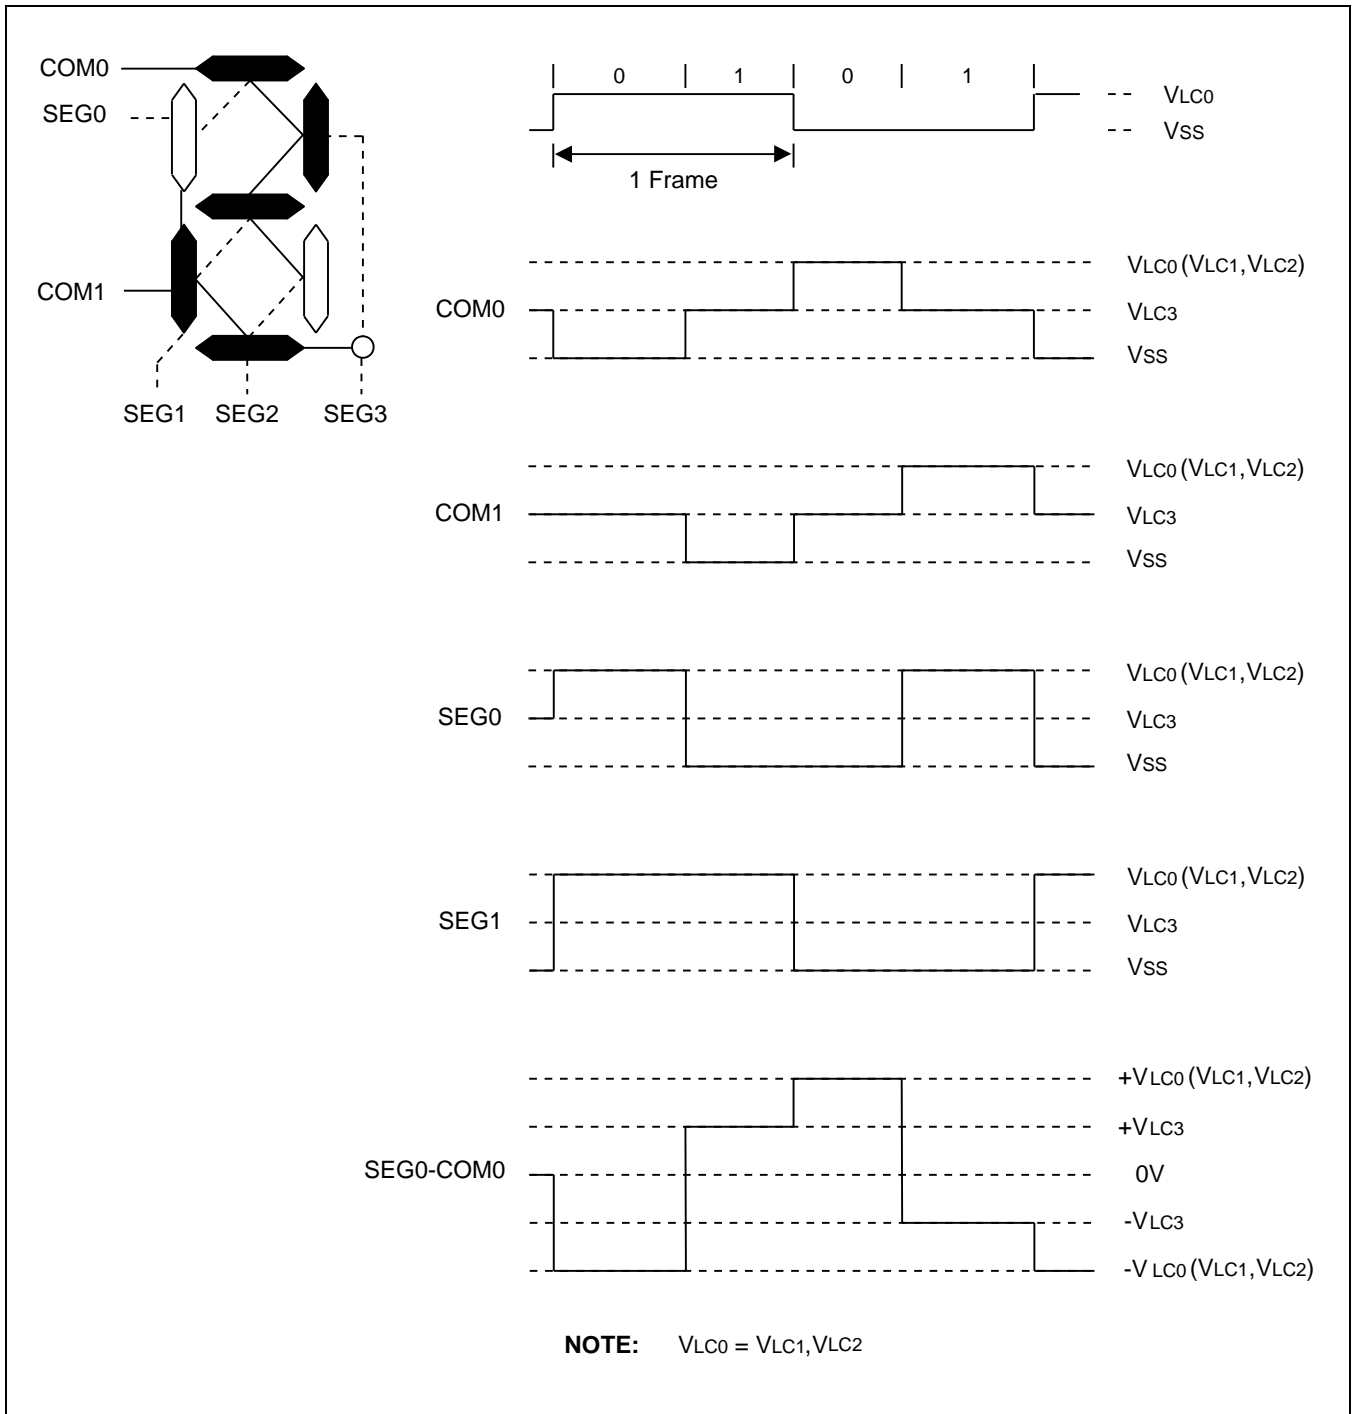 COM0
SEG0
COM1
SEG1 SEG2 SEG3
0 1 0 1
VLC0
VSS
1 Frame
COM0
VLC0 (VLC1,VLC2)
VLC3
VSS
COM1
VLC0 (VLC1,VLC2)
VLC3
VSS
SEG0
VLC0 (VLC1,VLC2)
VLC3
VSS
SEG1
VLC0 (VLC1,VLC2)
VLC3
VSS
SEG0-COM0
+VLC0 (VLC1,VLC2)
+VLC3
0V
-VLC3
-V LC0 (VLC1,VLC2)
NOTE: VLC0 = VLC1,VLC2